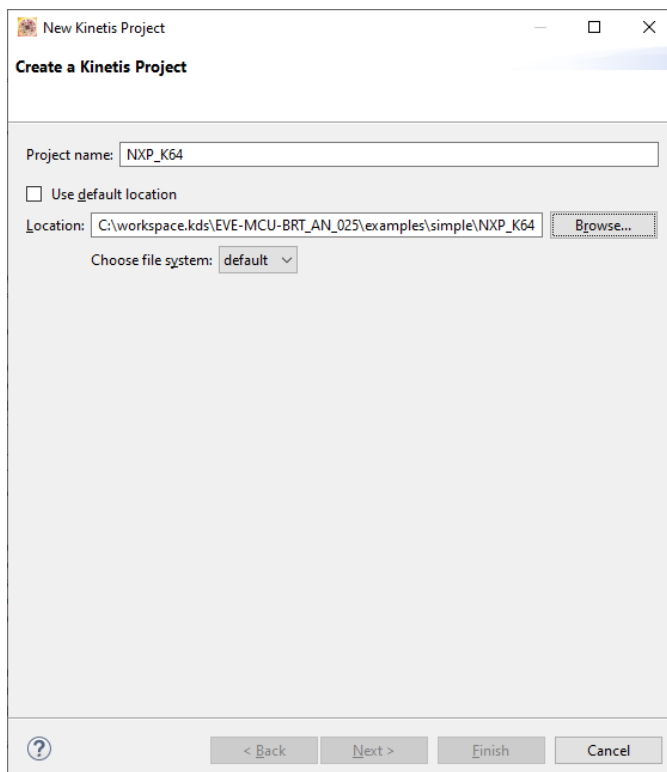 New Kinetis Project
Create a Kinetis Project
Project name: NXP_K64
Use default location
Location: C:\workspace.kds\EVE-MCU-BRT_AN_025\examples\simple\NXP_K64 Browse...
Choose file system: default
? < Back Next > Finish Cancel